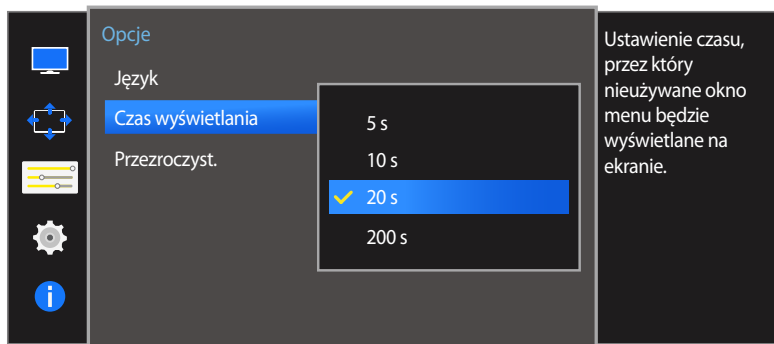 Opcje
Język
Czas wyświetlania
Przezroczyst.
5 s
10 s
20 s
200 s
Ustawienie czasu,
przez który
nieużywane okno
menu będzie
wyświetlane na
ekranie.